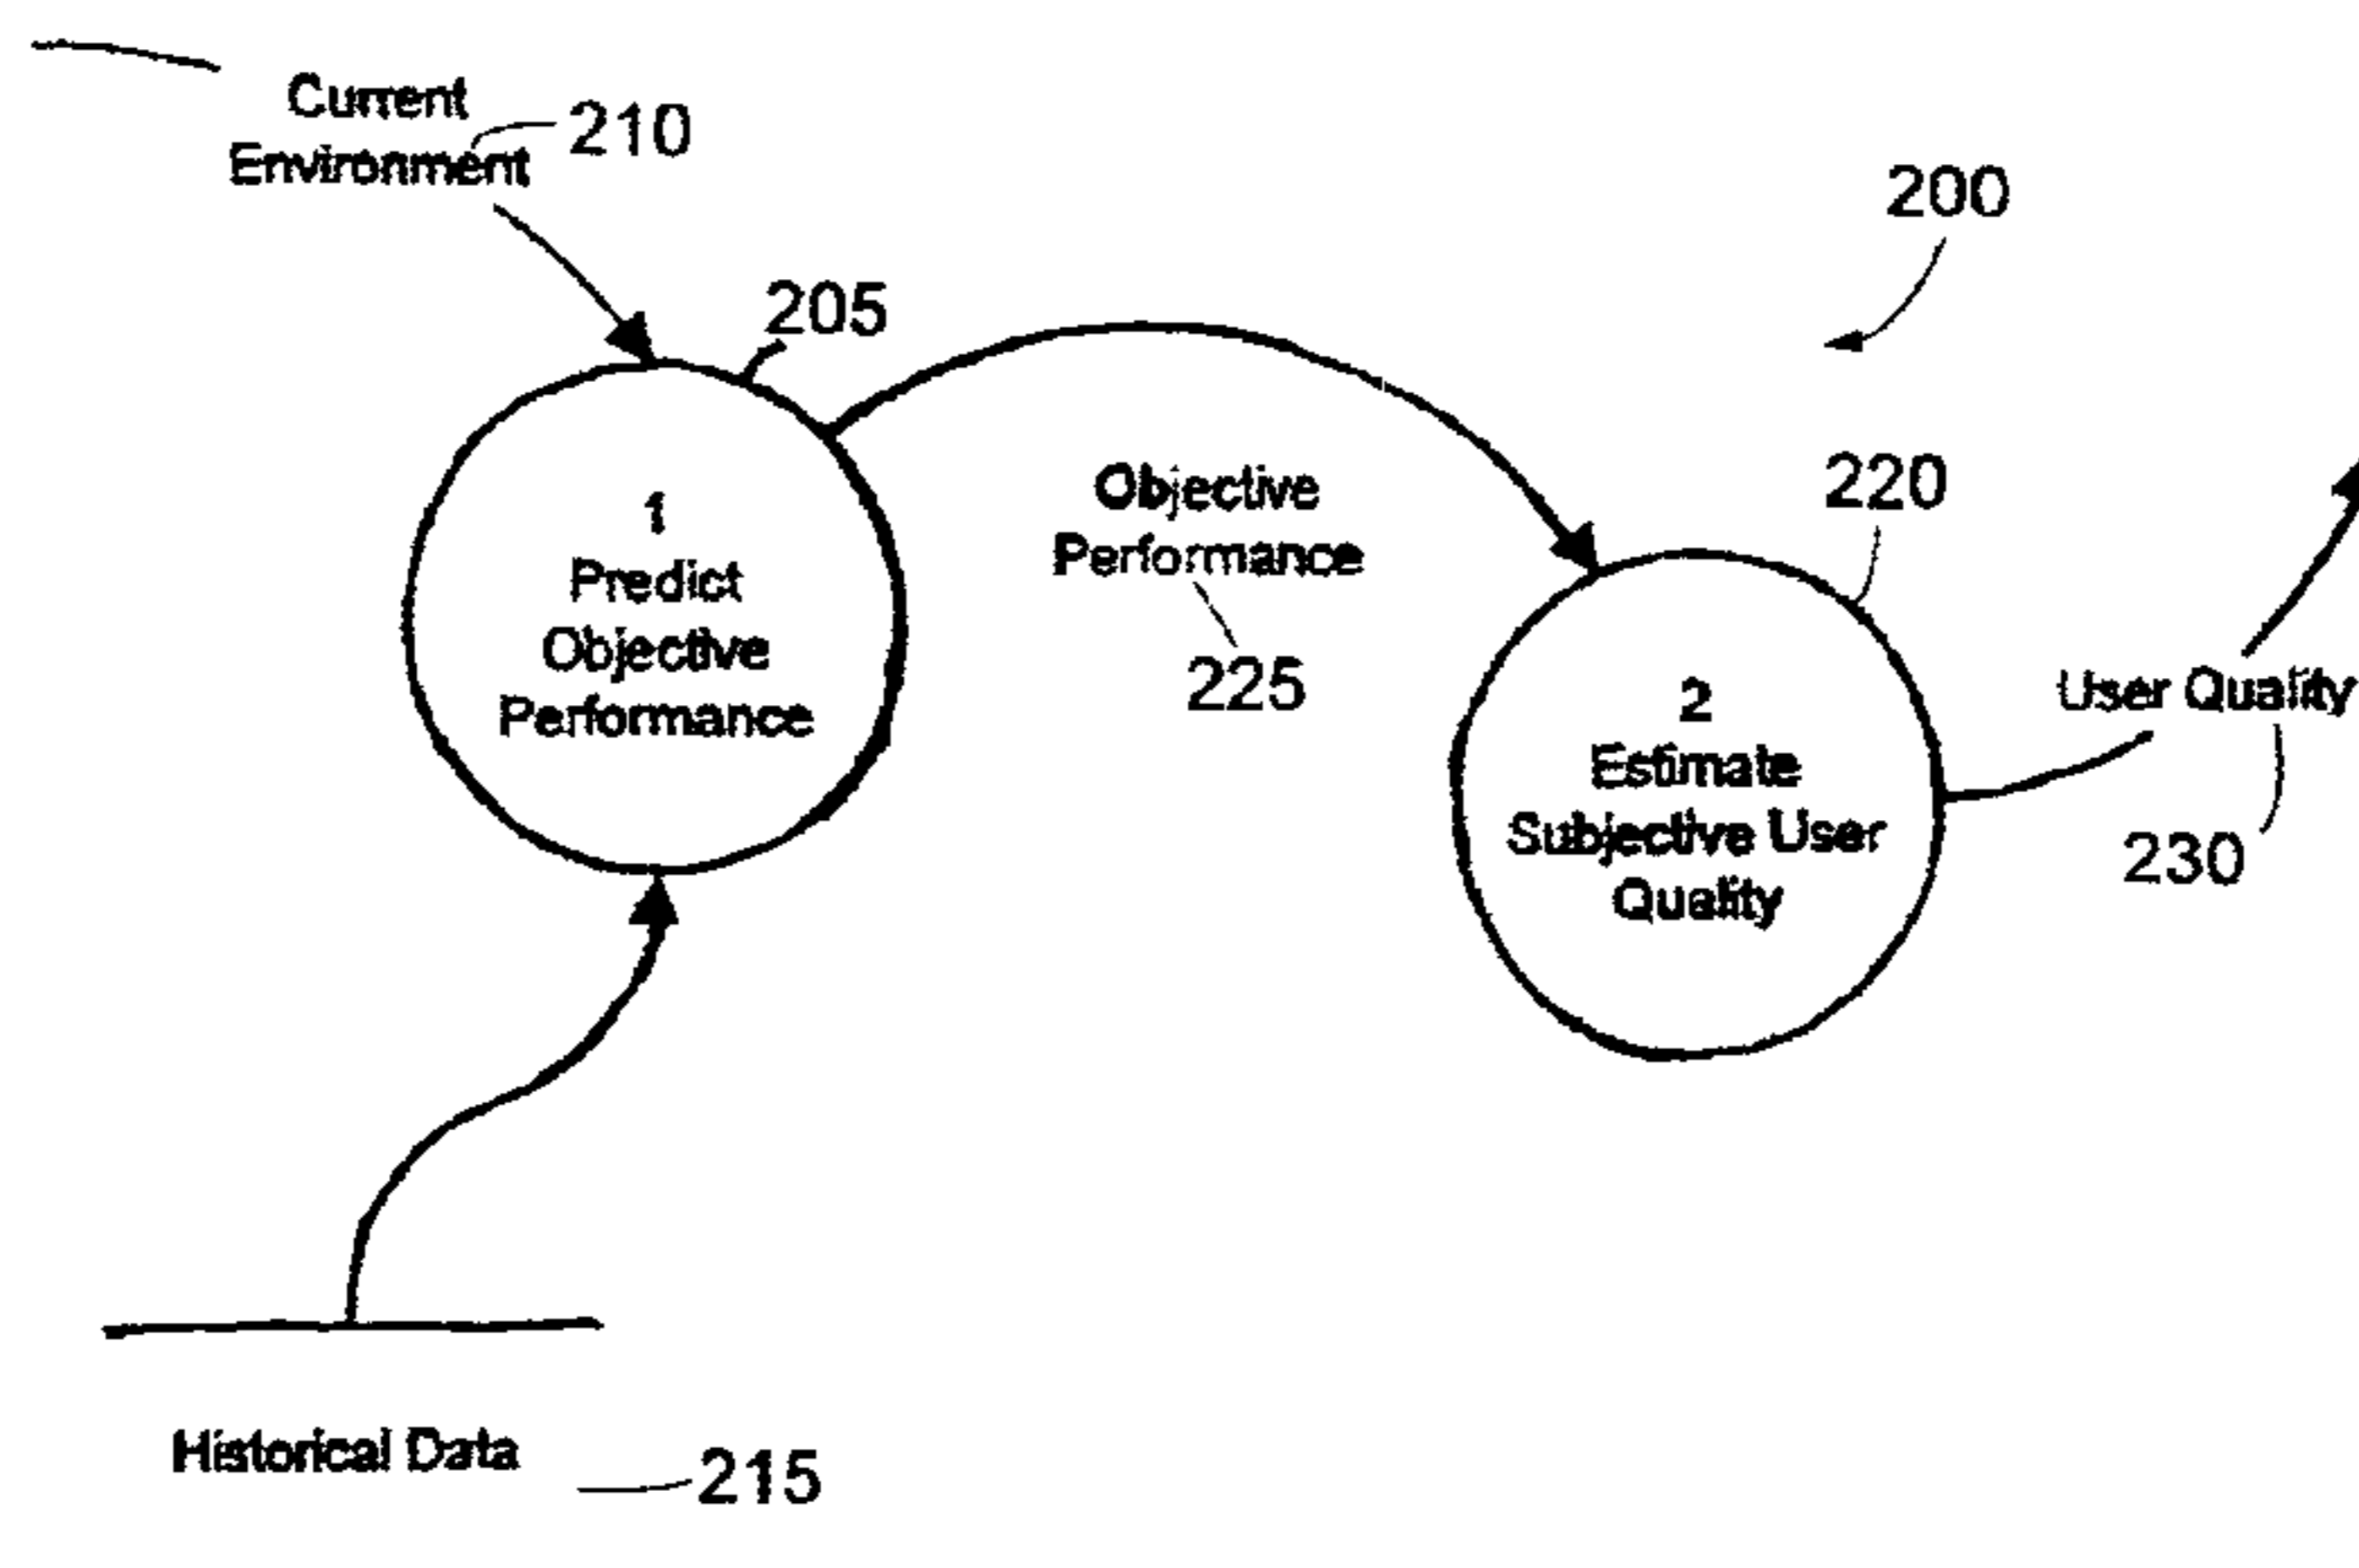 Current
Environment
210
200
205
1
Predict
Objective
Performance
Objective
Performance
225
220
2
Estimate
Subjective User
Quality
User Quality
230
Historical Data
215